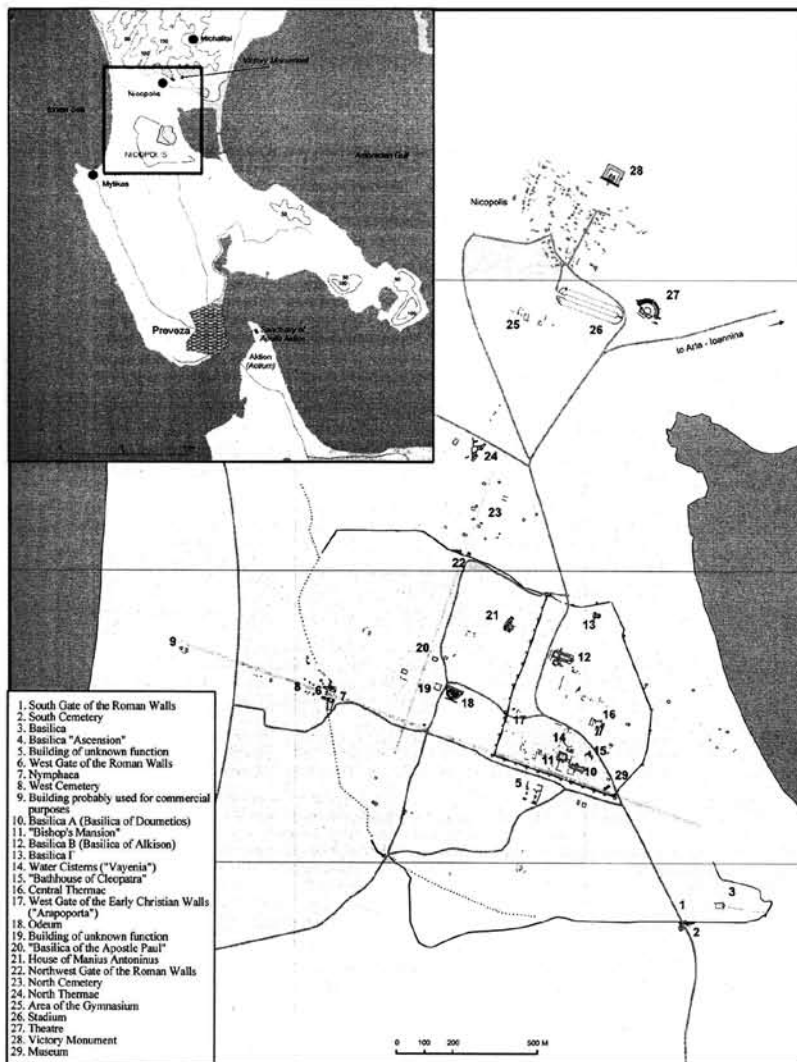 Michalitsi
Victory Monument
Nicopolis
Ionian Sea
NICOPOLIS
Ambracian Gulf
Mytikas
Preveza
Sanctuary of
Apollo Aktios
Aktion
(Actium)
28
Nicopolis
27
25
26
to Arta - Ioannina
24
23
22
21
13
12
9
20
8
6
7
19
18
17
16
14
15
11
10
29
5
3
1
2
1. South Gate of the Roman Walls
2. South Cemetery
3. Basilica
4. Basilica "Ascension"
5. Building of unknown function
6. West Gate of the Roman Walls
7. Nymphaea
8. West Cemetery
9. Building probably used for commercial
purposes
10. Basilica A (Basilica of Doumetios)
11. "Bishop's Mansion"
12. Basilica B (Basilica of Alkison)
13. Basilica Γ
14. Water Cisterns ("Vayenia")
15. "Bathhouse of Cleopatra"
16. Central Thermae
17. West Gate of the Early Christian Walls
("Arapoporta")
18. Odeum
19. Building of unknown function
20. "Basilica of the Apostle Paul"
21. House of Manius Antoninus
22. Northwest Gate of the Roman Walls
23. North Cemetery
24. North Thermae
25. Area of the Gymnasium
26. Stadium
27. Theatre
28. Victory Monument
29. Museum
0 100 200 500 M